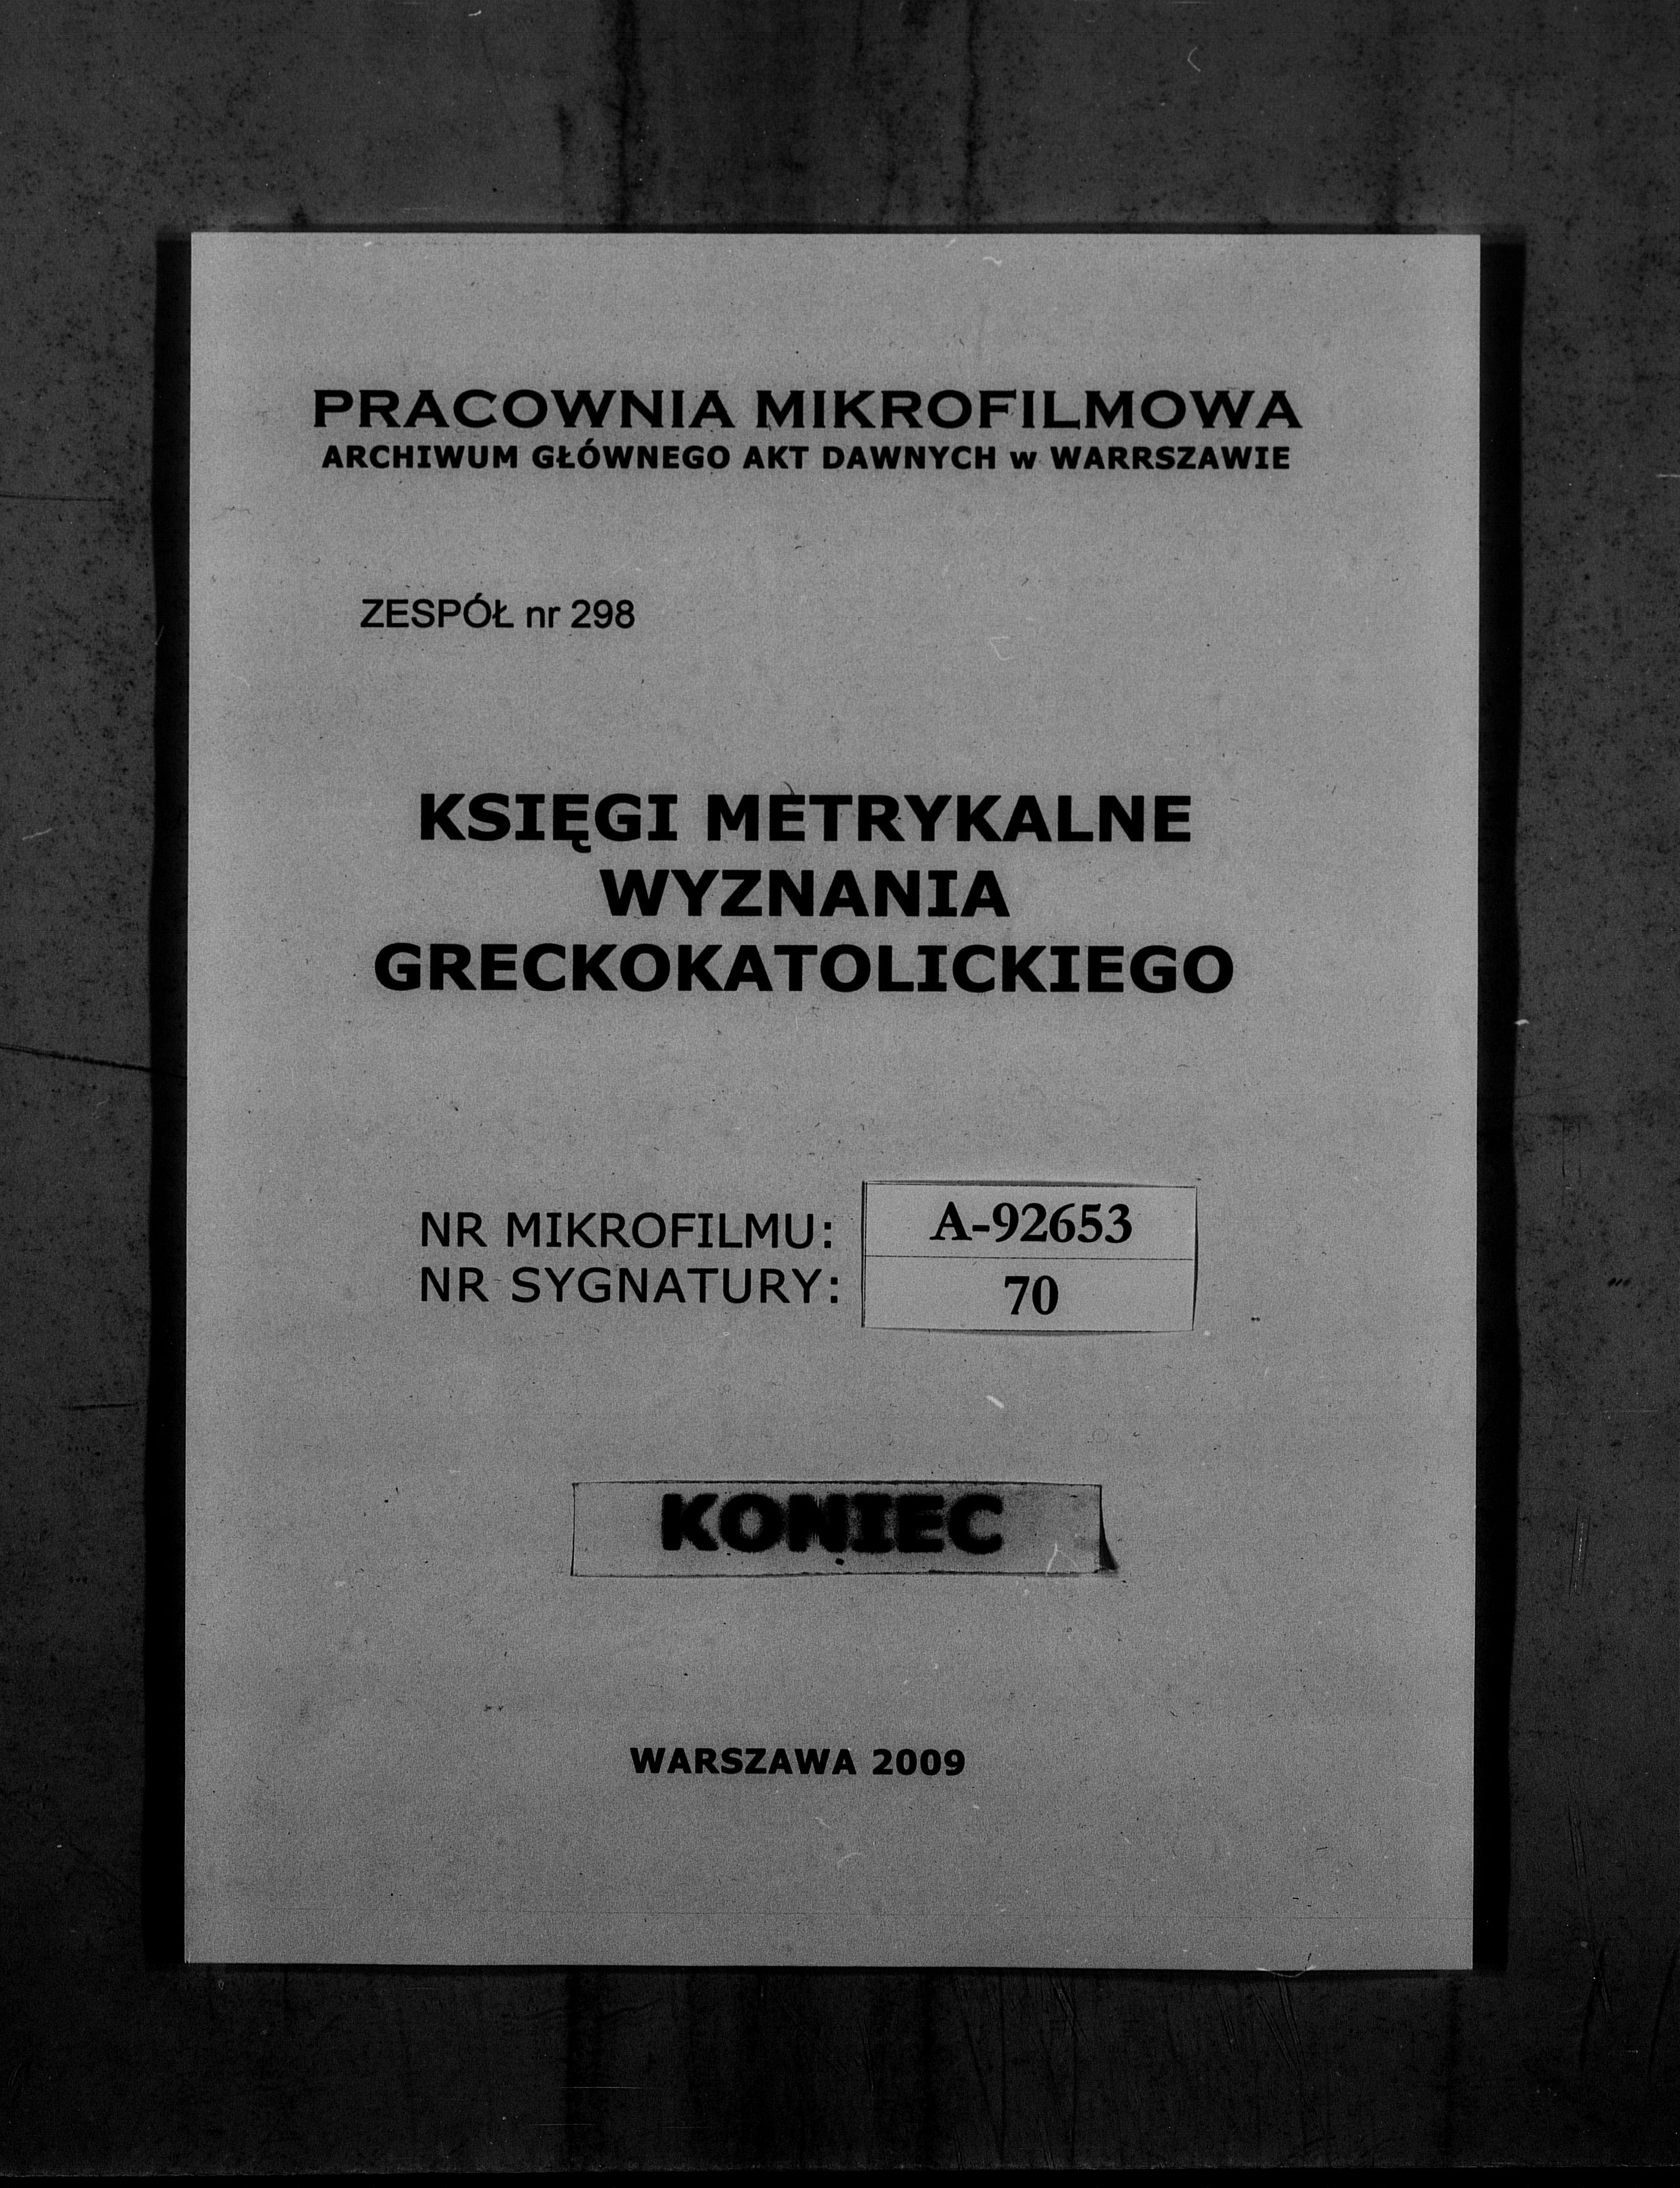 PRACOWNIA MIKROFILMOWA
ARCHIWUM GŁÓWNEGO AKT DAWNYCH w WARRSZAWIE
ZESPÓŁ nr 298
KSIĘGI METRYKALNE
WYZNANIA
GRECKOKATOLICKIEGO
NR MIKROFILMU: A-92653
NR SYGNATURY: 70
KONIEC
WARSZAWA 2009